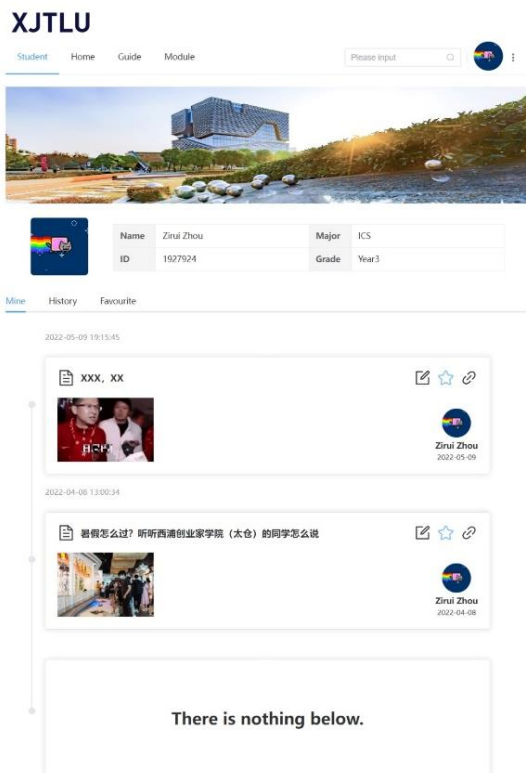 XJTLU
Student Home Guide Module Please input
Name Zirui Zhou Major ICS
ID 1927924 Grade Year3
Mine History Favourite
2022-05-09 19:15:45
XXX, XX
Zirui Zhou
2022-05-09
2022-04-08 13:00:34
暑假怎么过？听听西浦创业家学院（太仓）的同学怎么说
Zirui Zhou
2022-04-08
There is nothing below.